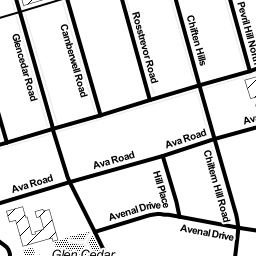 Glencedar Road
Camberwell Road
Rosstrevor Road
Chiltern Hills
Pevril Hill North
Ava Road
Ava Road
Ava Road
Hill Place
Chiltern Hill Road
Avenal Drive
Avenal Drive
Glen Cedar